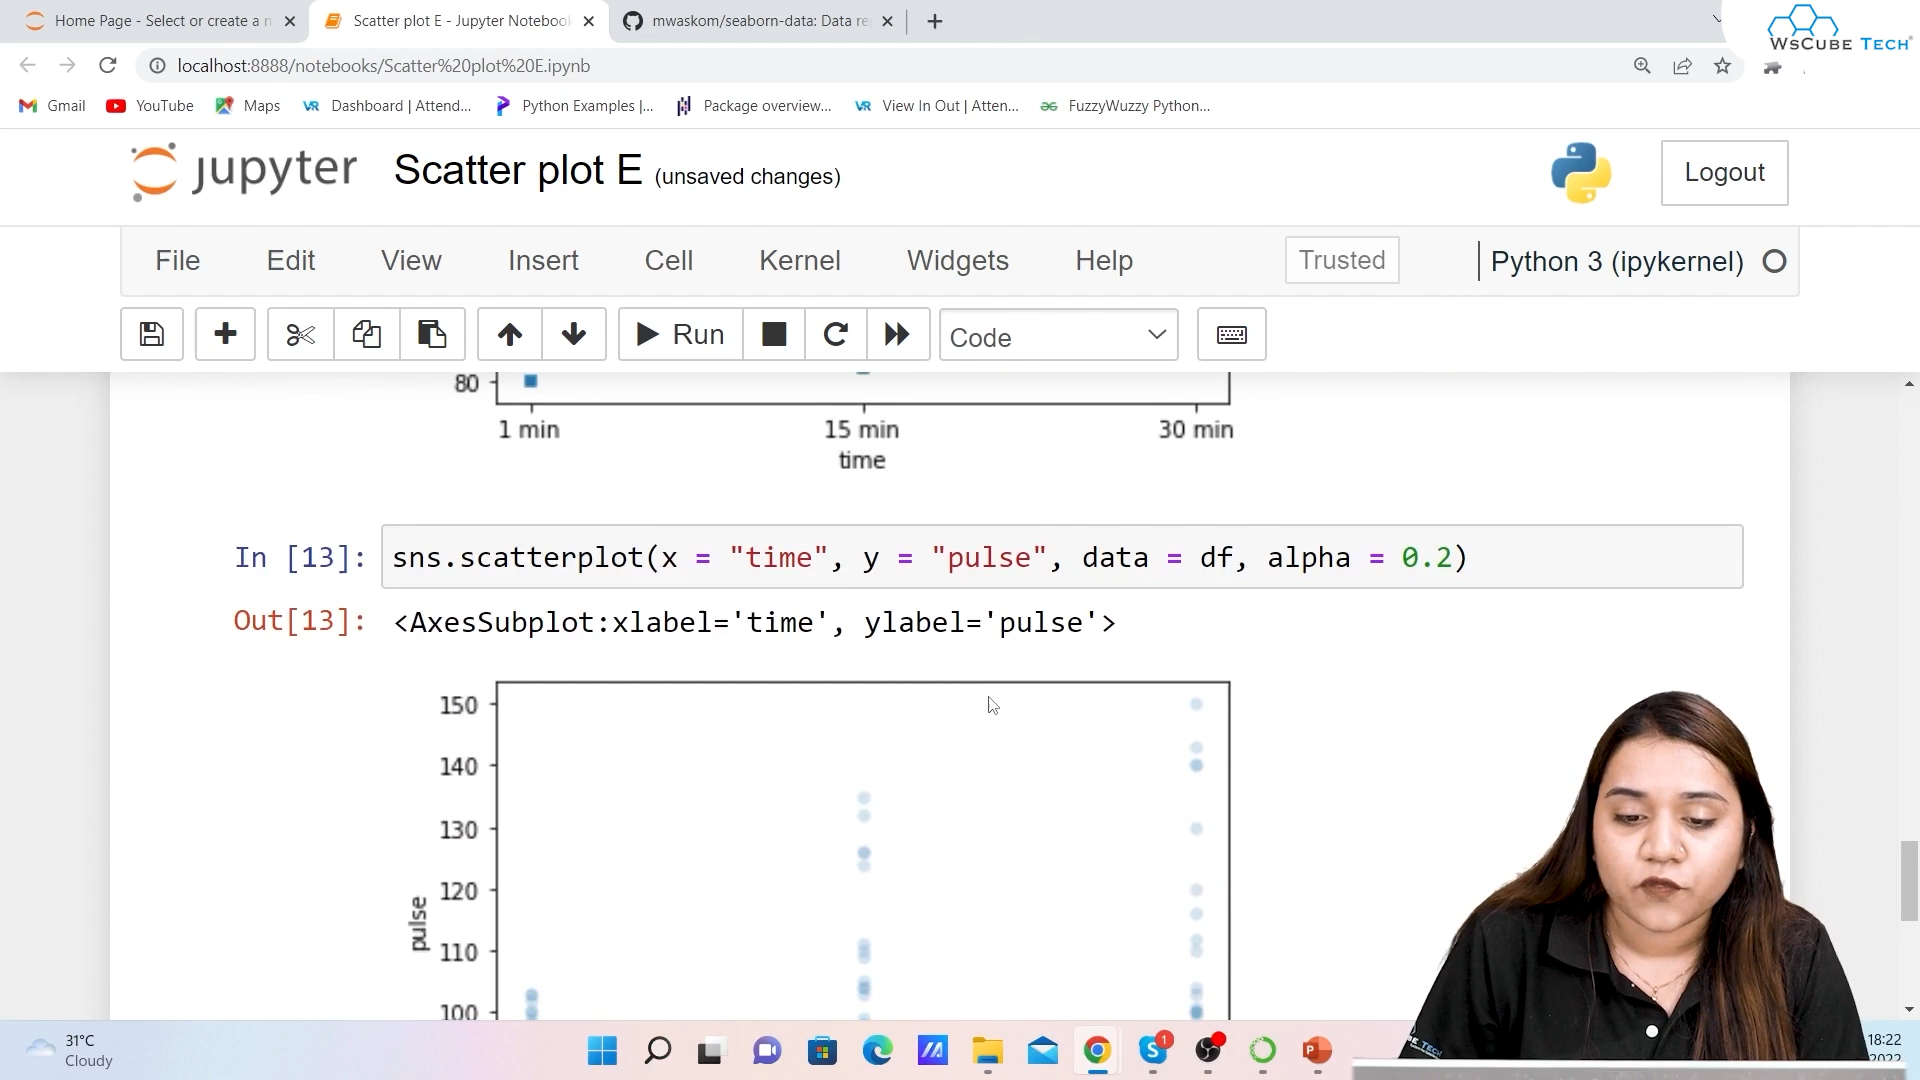 Home Page - Select or create a n
Scatter plot E - Jupyter Notebook
mwaskom/seaborn-data: Data re
WsCube Tech
localhost:8888/notebooks/Scatter%20plot%20E.ipynb
Gmail
YouTube
Maps
Dashboard | Attend...
Python Examples |...
Package overview...
View In Out | Atten...
FuzzyWuzzy Python...
jupyter
Scatter plot E (unsaved changes)
Logout
File
Edit
View
Insert
Cell
Kernel
Widgets
Help
Trusted
Python 3 (ipykernel)
Run
Code
80
1 min
15 min
30 min
time
In [13]:
sns.scatterplot(x = "time", y = "pulse", data = df, alpha = 0.2)
Out[13]:
<AxesSubplot:xlabel='time', ylabel='pulse'>
150
140
130
120
110
100
pulse
31°C
Cloudy
1
18:22
2022